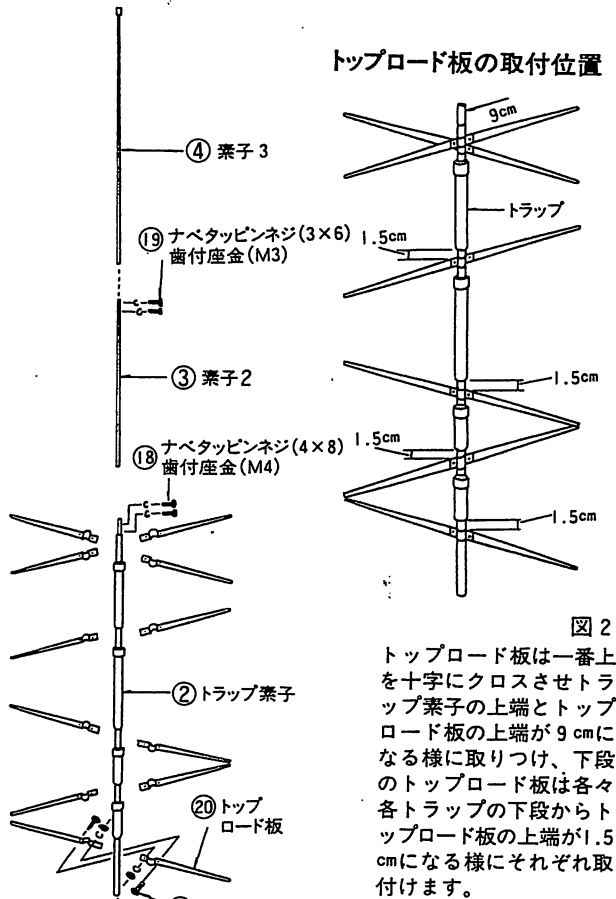 トップロード板の取付位置
9cm
④ 素子3
トラップ
⑲ ナベタッピンネジ(3×6)
歯付座金(M3)
1.5cm
③ 素子2
1.5cm
⑱ ナベタッピンネジ(4×8)
歯付座金(M4)
1.5cm
1.5cm
② トラップ素子
⑳ トップ
ロード板
図2
トップロード板は一番上
を十字にクロスさせトラ
ップ素子の上端とトップ
ロード板の上端が9cmに
なる様に取りつけ、下段
のトップロード板は各々
各トラップの下段からト
ップロード板の上端が1.5
cmになる様にそれぞれ取
付けます。